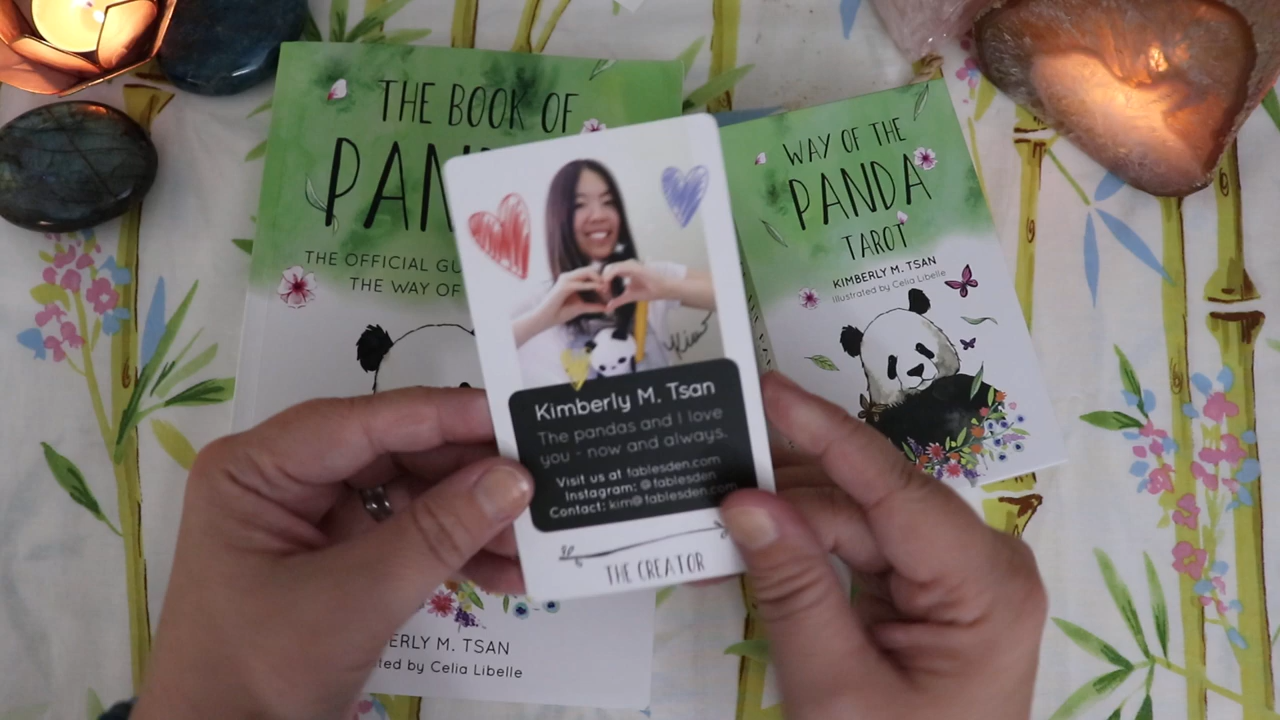 THE BOOK OF
PAN
THE OFFICIAL GU
THE WAY OF
ERLY M. TSAN
ted by Celia Libelle
Kim
Kimberly M. Tsan
The pandas and I love
you - now and always.
Visit us at fablesden.com
Instagram: @fablesden
Contact: kim@fablesden.com
THE CREATOR
WAY OF THE
PANDA
TAROT
KIMBERLY M. TSAN
Illustrated by Celia Libelle